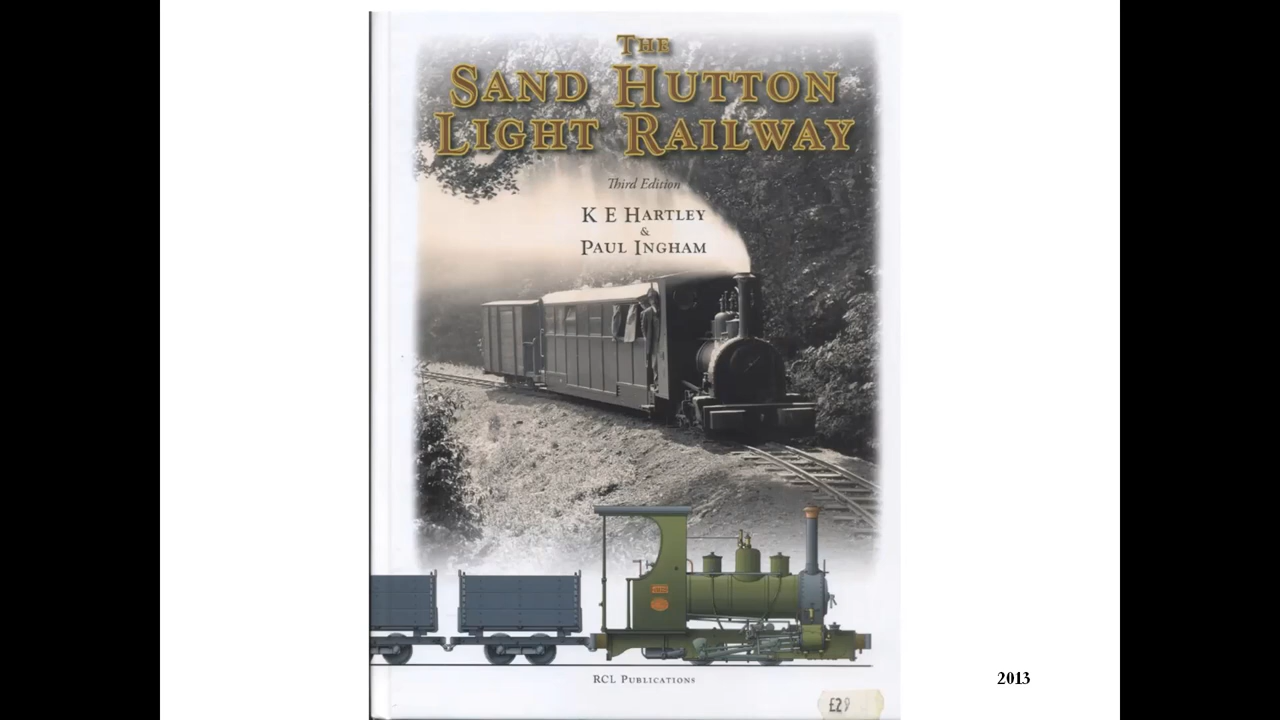 The
Sand Hutton
Light Railway
Third Edition
K E Hartley
&
Paul Ingham
RCL Publications
2013
£29